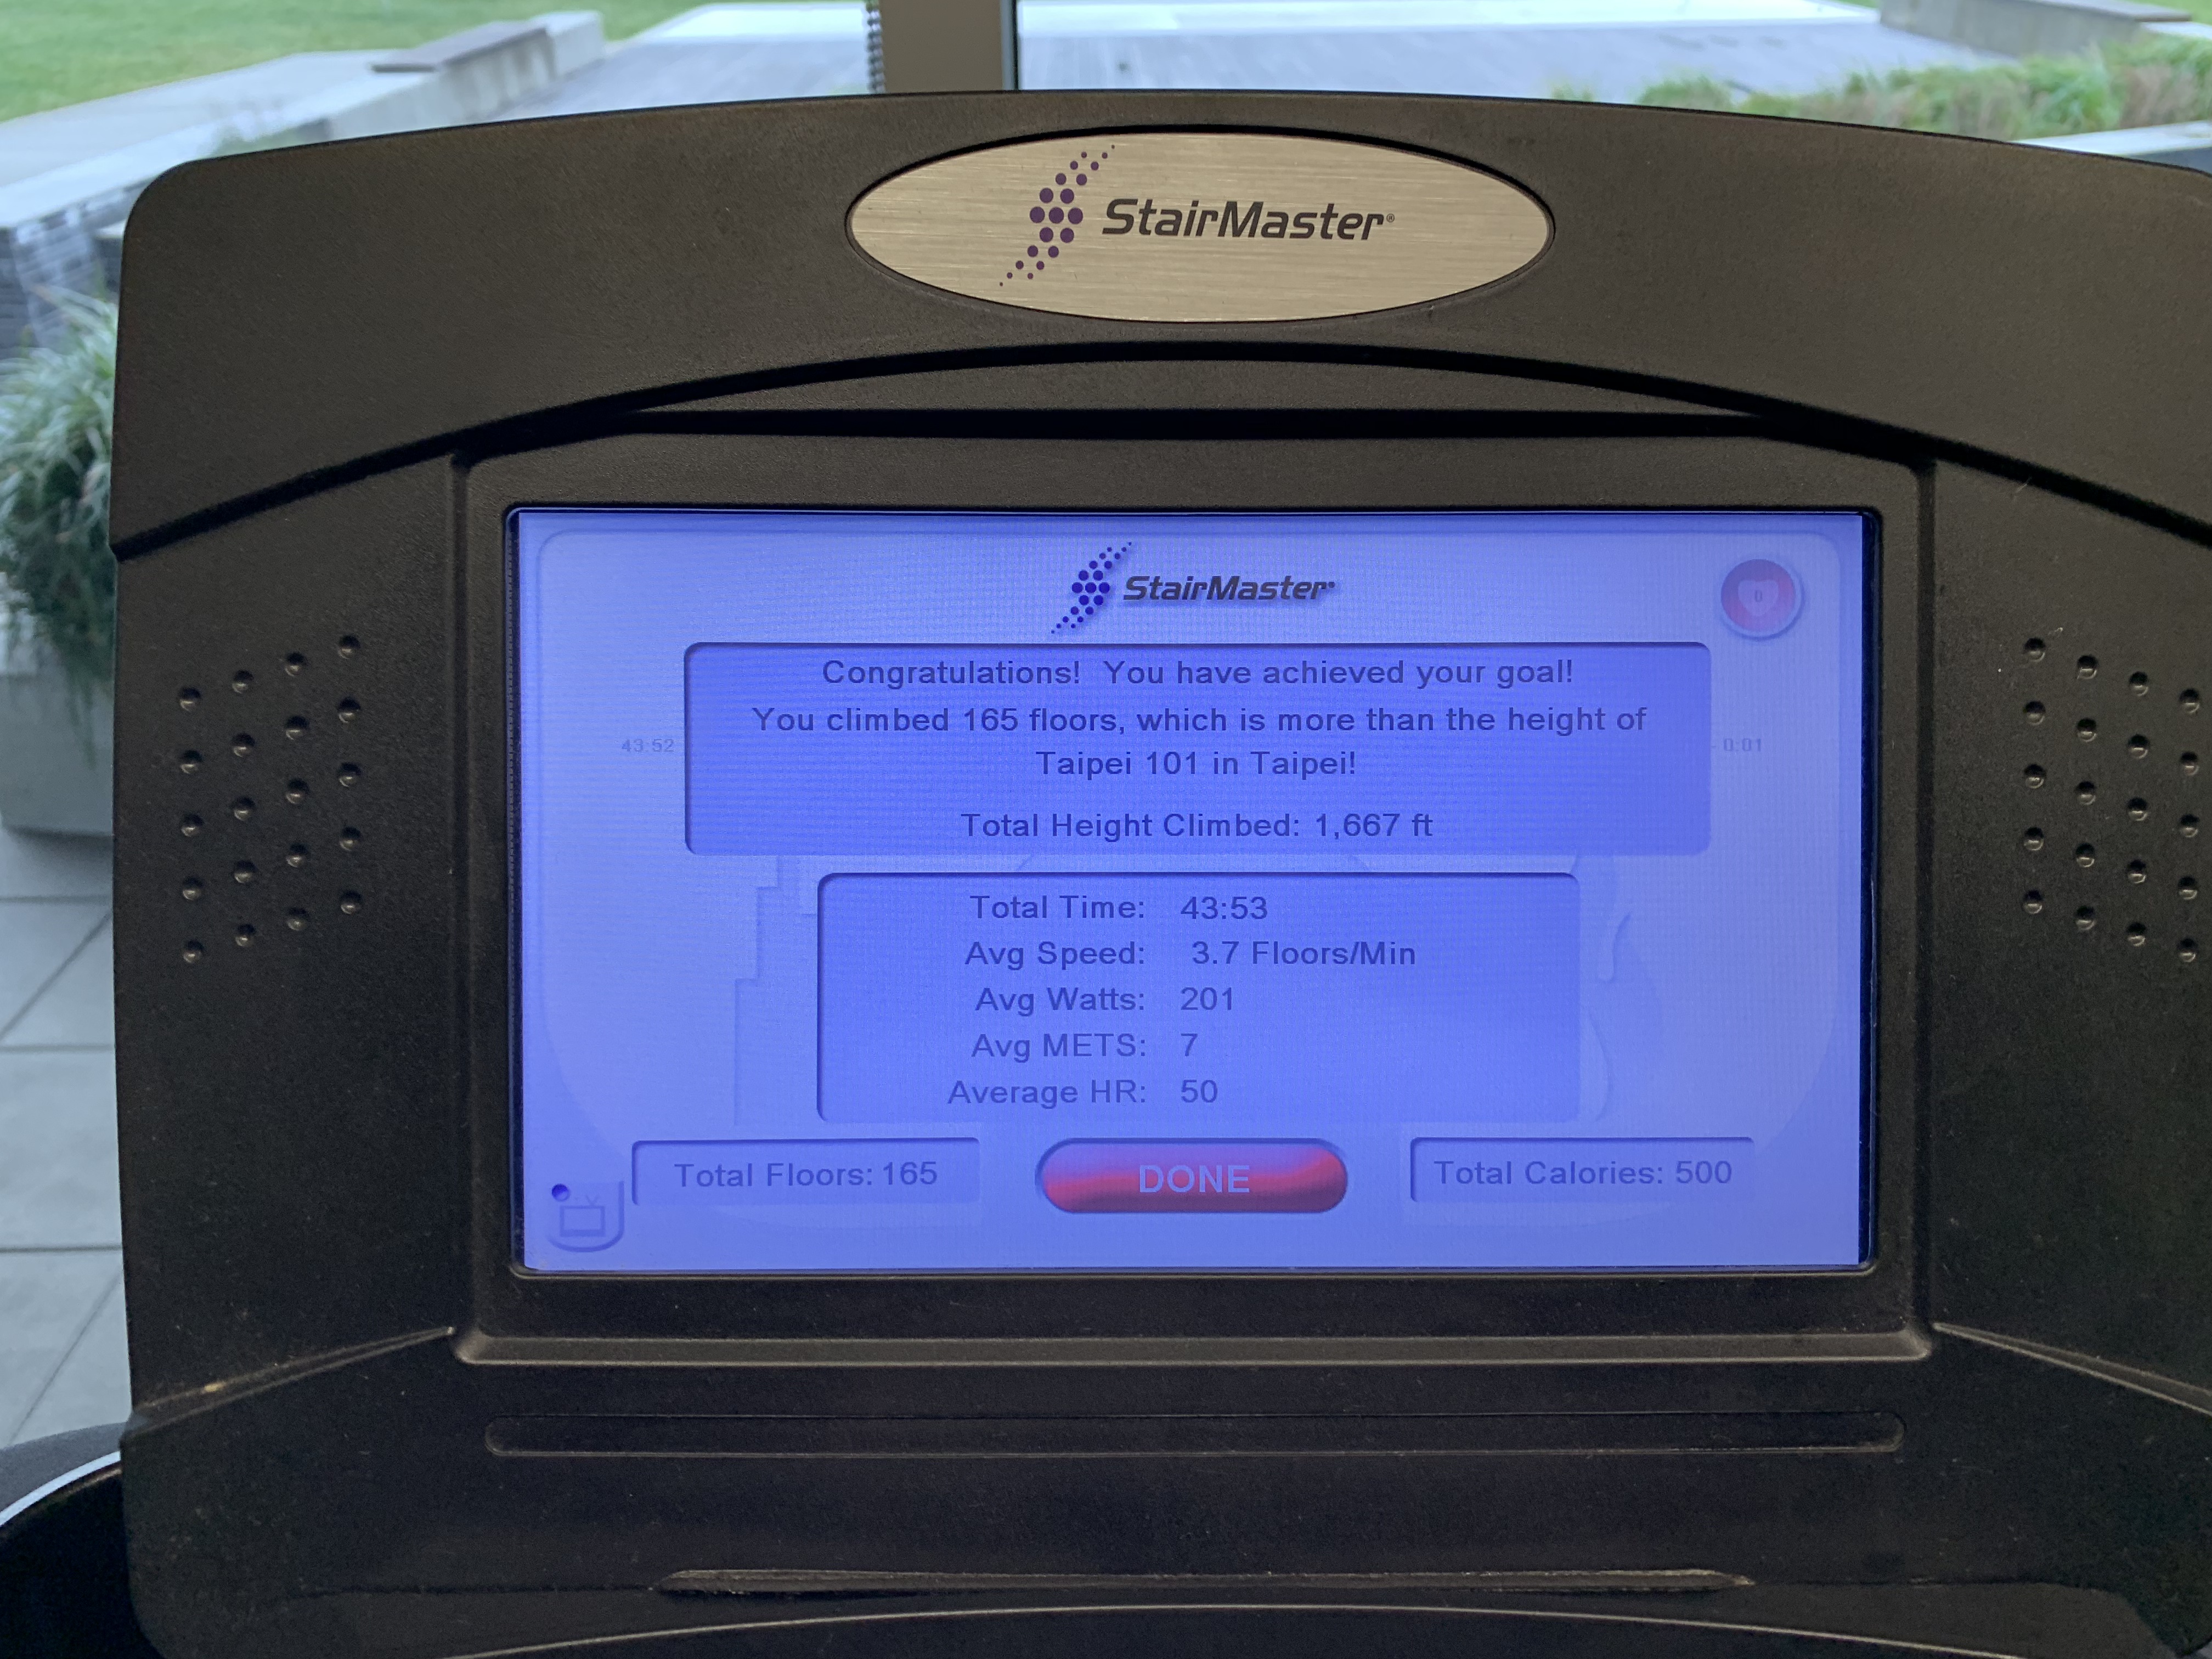 StairMaster®
StairMaster®
0
Congratulations!  You have achieved your goal!
You climbed 165 floors, which is more than the height of
Taipei 101 in Taipei!
43:52
0:01
Total Height Climbed: 1,667 ft
Total Time: 43:53
Avg Speed: 3.7 Floors/Min
Avg Watts: 201
Avg METS: 7
Average HR: 50
Total Floors: 165
DONE
Total Calories: 500